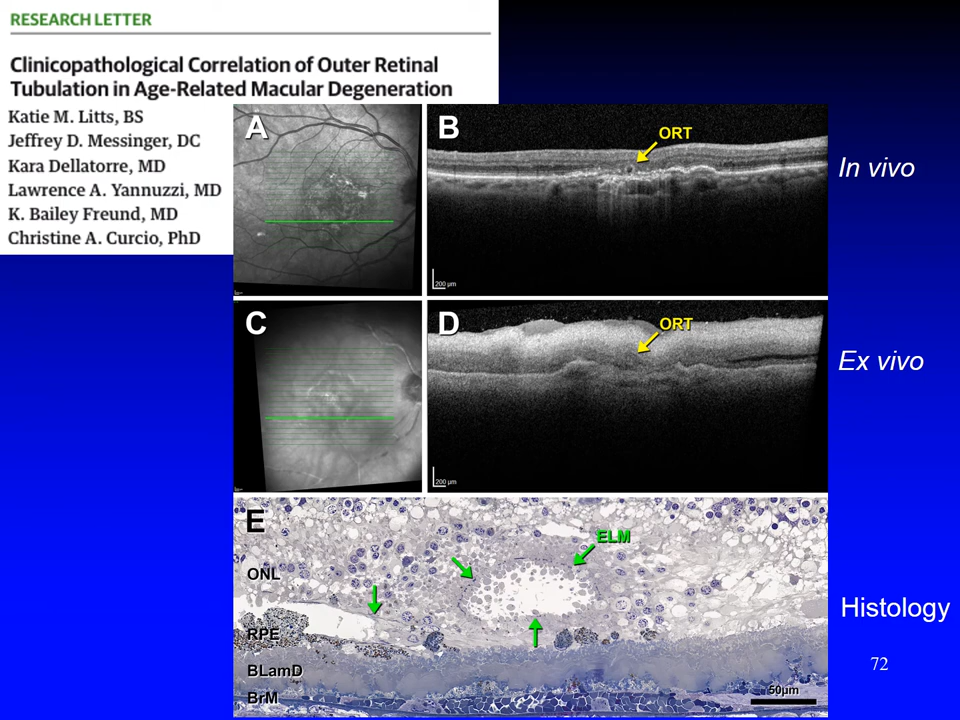 RESEARCH LETTER
Clinicopathological Correlation of Outer Retinal
Tubulation in Age-Related Macular Degeneration
Katie M. Litts, BS
Jeffrey D. Messinger, DC
Kara Dellatorre, MD
Lawrence A. Yannuzzi, MD
K. Bailey Freund, MD
Christine A. Curcio, PhD
A
B
ORT
200 µm
In vivo
C
D
ORT
200 µm
Ex vivo
E
ELM
ONL
RPE
BLamD
BrM
50µm
Histology
72